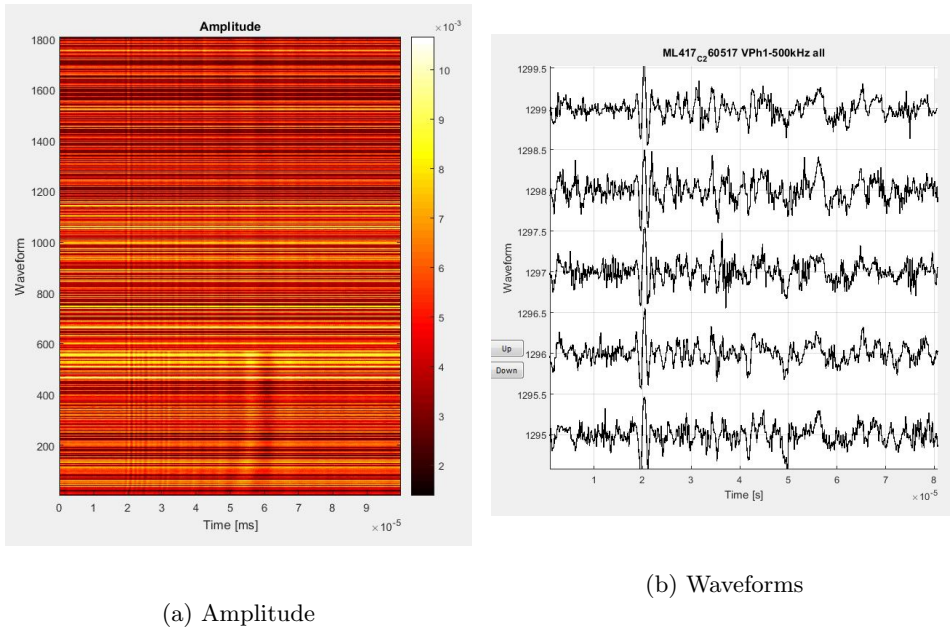 Amplitude
×10⁻³
1800
1600
1400
1200
1000
800
600
400
200
Waveform
0 1 2 3 4 5 6 7 8 9
×10⁻⁵
Time [ms]
10
9
8
7
6
5
4
3
2
(a) Amplitude
ML417C260517 VPh1-500kHz all
1299.5
1299
1298.5
1298
1297.5
1297
1296.5
1296
1295.5
1295
Waveform
Up
Down
1 2 3 4 5 6 7 8
Time [s]
×10⁻⁵
(b) Waveforms